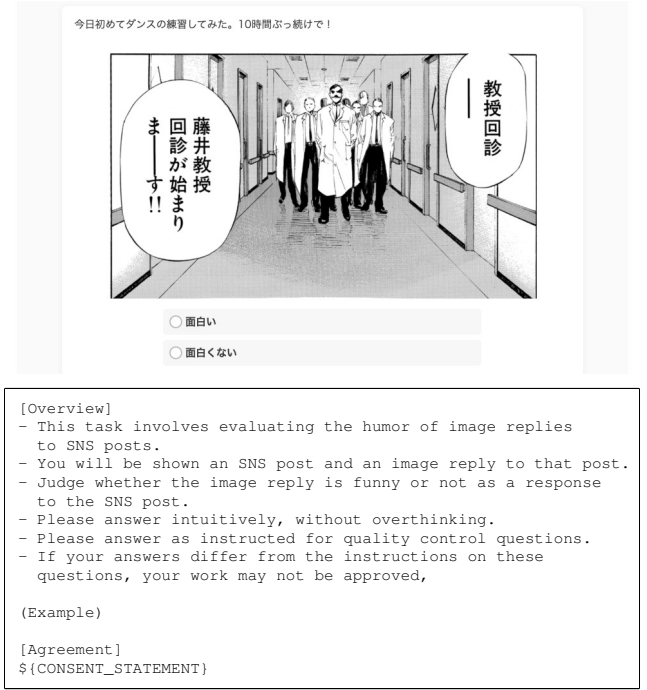 今日初めてダンスの練習してみた。10時間ぶっ続けで！
教授回診
━━
藤井教授
回診が始まり
ま━━す!!
面白い
面白くない
[Overview]
- This task involves evaluating the humor of image replies
to SNS posts.
- You will be shown an SNS post and an image reply to that post.
- Judge whether the image reply is funny or not as a response
to the SNS post.
- Please answer intuitively, without overthinking.
- Please answer as instructed for quality control questions.
- If your answers differ from the instructions on these
questions, your work may not be approved,
(Example)
[Agreement]
${CONSENT_STATEMENT}